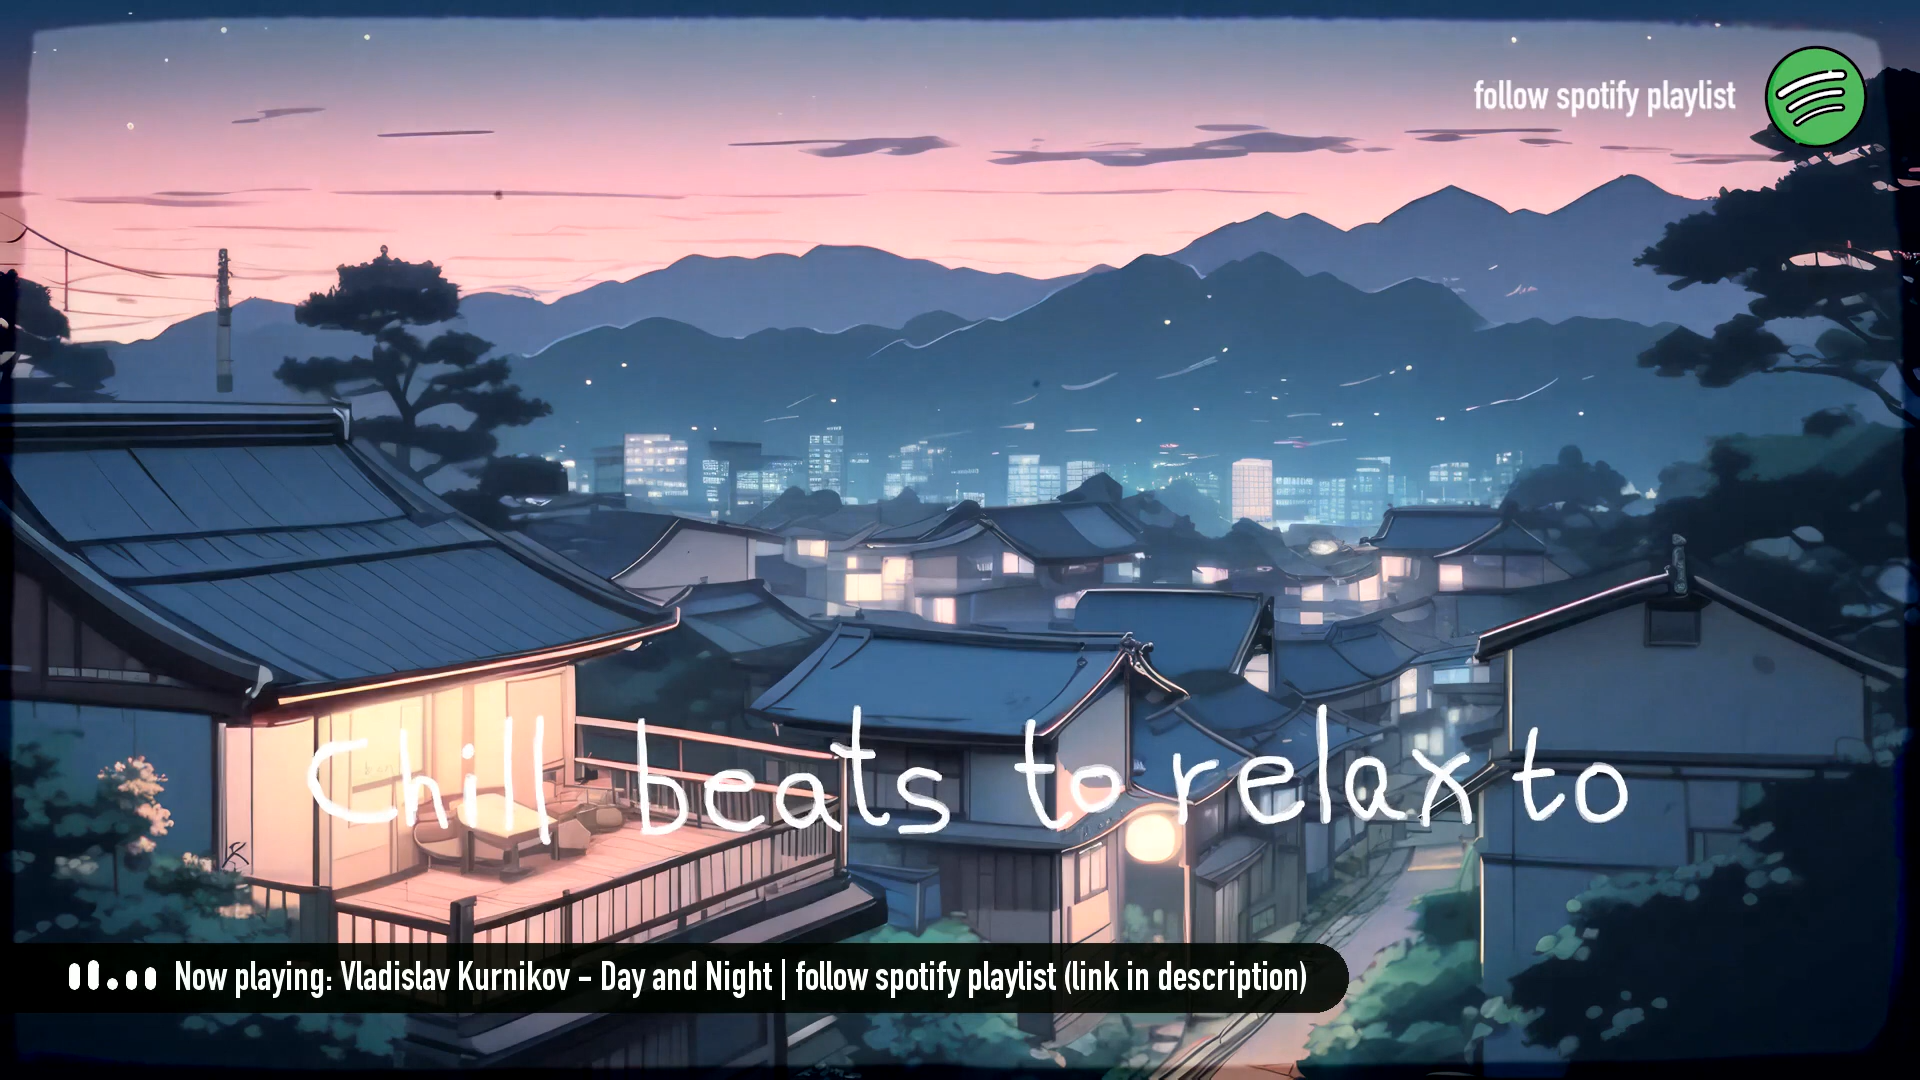 follow spotify playlist
Chill beats to relax to
Now playing: Vladislav Kurnikov - Day and Night | follow spotify playlist (link in description)